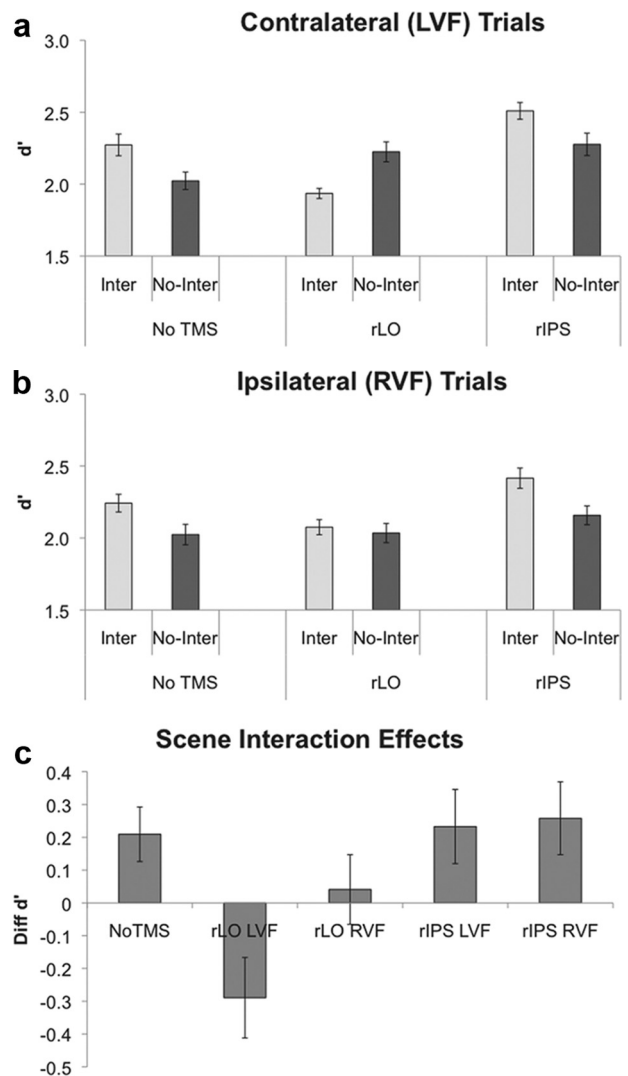 a
Contralateral (LVF) Trials
3.0
2.5
2.0
1.5
d'
Inter No-Inter Inter No-Inter Inter No-Inter
No TMS rLO rIPS
b
Ipsilateral (RVF) Trials
3.0
2.5
2.0
1.5
d'
Inter No-Inter Inter No-Inter Inter No-Inter
No TMS rLO rIPS
c
Scene Interaction Effects
0.4
0.3
0.2
0.1
0
-0.1
-0.2
-0.3
-0.4
-0.5
Diff d'
NoTMS rLO LVF rLO RVF rIPS LVF rIPS RVF